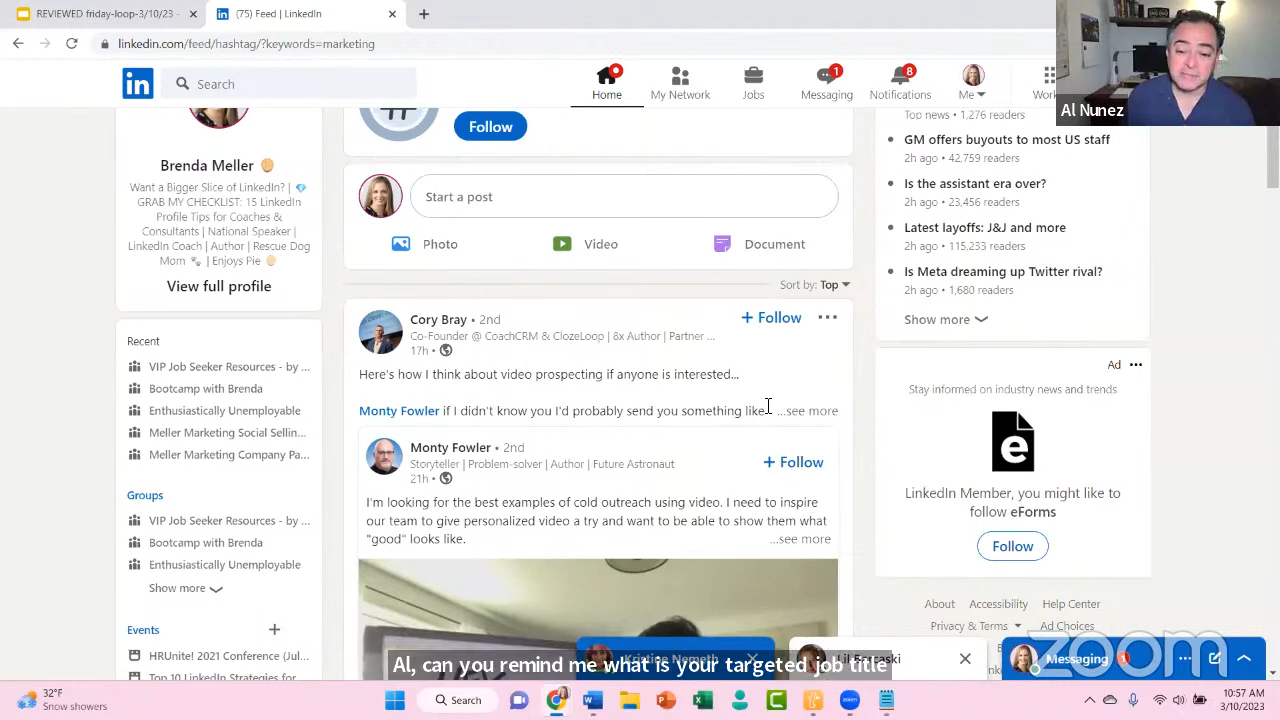 REVIEWED friday-loop-3/10/23 -
(75) Feed | LinkedIn
linkedin.com/feed/hashtag/?keywords=marketing
in
Search
Home
My Network
Jobs
1
Messaging
8
Notifications
Me
Wor
Al Nunez
#
Follow
Brenda Meller
Want a Bigger Slice of LinkedIn? |
GRAB MY CHECKLIST: 15 LinkedIn
Profile Tips for Coaches &
Consultants | National Speaker |
LinkedIn Coach | Author | Rescue Dog
Mom | Enjoys Pie
View full profile
Recent
VIP Job Seeker Resources - by ...
Bootcamp with Brenda
Enthusiastically Unemployable
Meller Marketing Social Sellin...
Meller Marketing Company Pa...
Groups
VIP Job Seeker Resources - by ...
Bootcamp with Brenda
Enthusiastically Unemployable
Show more
Events
HRUnite! 2021 Conference (Jul...
Start a post
Photo
Video
Document
Sort by: Top
Cory Bray • 2nd
+ Follow
Co-Founder @ CoachCRM & ClozeLoop | 8x Author | Partner ...
17h •
Here's how I think about video prospecting if anyone is interested...
Monty Fowler if I didn't know you I'd probably send you something like
...see more
Monty Fowler • 2nd
+ Follow
Storyteller | Problem-solver | Author | Future Astronaut
21h •
I'm looking for the best examples of cold outreach using video. I need to inspire
our team to give personalized video a try and want to be able to show them what
"good" looks like.
...see more
Top news • 1,276 readers
GM offers buyouts to most US staff
2h ago • 42,759 readers
Is the assistant era over?
2h ago • 23,456 readers
Latest layoffs: J&J and more
2h ago • 115,233 readers
Is Meta dreaming up Twitter rival?
2h ago • 1,680 readers
Show more
Ad
Stay informed on industry news and trends
e
LinkedIn Member, you might like to
follow eForms
Follow
About Accessibility Help Center
Privacy & Terms Ad Choices
zoom
Messaging 1
Al, can you remind me what is your targeted job title
32°F
Snow showers
Search
10:57 AM
3/10/2023